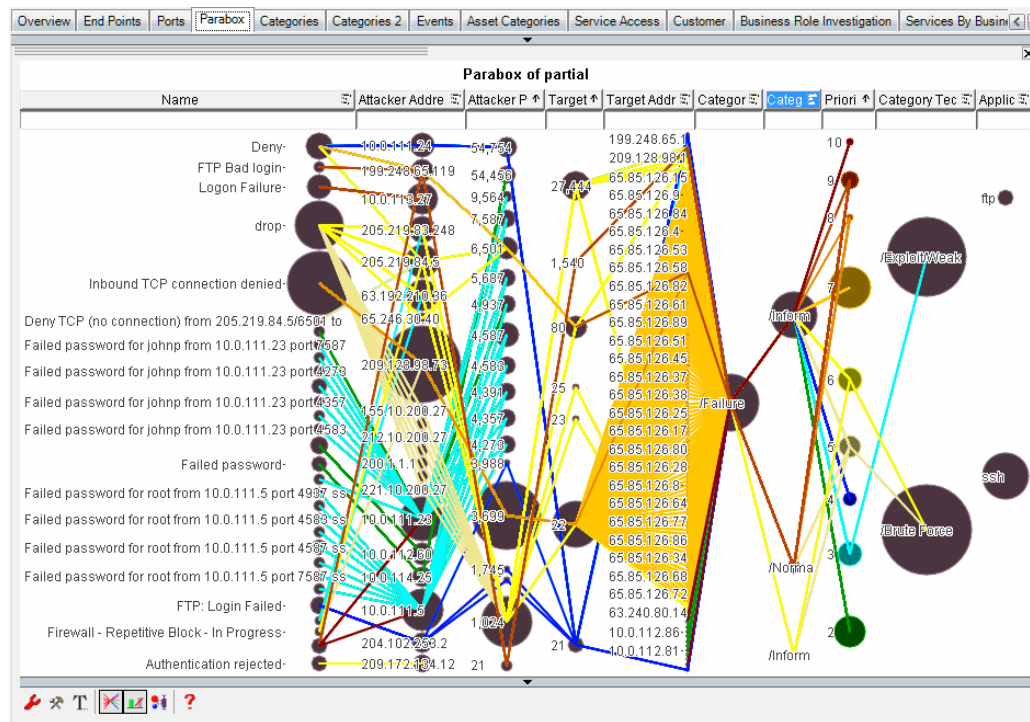 Overview End Points Ports Parabox Categories Categories 2 Events Asset Categories Service Access Customer Business Role Investigation Services By Busin
Parabox of partial
Name Attacker Addre Attacker P Target Target Addr Categor Categ Priori Category Tec Applic
Deny
FTP Bad login
Logon Failure
drop
Inbound TCP connection denied
Deny TCP (no connection) from 205.219.84.5/6501 to
Failed password for johnp from 10.0.111.23 port 7587
Failed password for johnp from 10.0.111.23 port 4273
Failed password for johnp from 10.0.111.23 port 4357
Failed password for johnp from 10.0.111.23 port 4583
Failed password
Failed password for root from 10.0.111.5 port 4937 ss
Failed password for root from 10.0.111.5 port 4583 ss
Failed password for root from 10.0.111.5 port 4587 ss
Failed password for root from 10.0.111.5 port 7587 ss
FTP: Login Failed
Firewall - Repetitive Block - In Progress
Authentication rejected
10.0.111.24
199.248.65.119
10.0.113.27
205.219.83.248
205.219.84.5
63.192.210.36
65.246.30.40
209.128.98.73
155.10.200.27
212.10.200.27
200.1.1.1
221.10.200.27
10.0.111.23
10.0.112.60
10.0.114.25
10.0.111.5
204.102.253.2
209.172.134.12
54,754
54,456
9,564
7,587
6,501
5,687
4,937
4,587
4,583
4,391
4,357
4,273
3,988
3,699
1,745
1,024
21
27,444
1,540
80
25
23
22
21
199.248.65.1
209.128.98.1
65.85.126.15
65.85.126.9
65.85.126.84
65.85.126.4
65.85.126.53
65.85.126.58
65.85.126.82
65.85.126.61
65.85.126.89
65.85.126.51
65.85.126.45
65.85.126.37
65.85.126.38
65.85.126.25
65.85.126.17
65.85.126.80
65.85.126.28
65.85.126.8
65.85.126.64
65.85.126.77
65.85.126.86
65.85.126.34
65.85.126.68
65.85.126.72
63.240.80.14
10.0.112.86
10.0.112.81
/Failure
/Inform
/Norma
/Inform
10
9
8
7
6
5
4
3
2
/Exploit/Weak
/Brute Force
ftp
ssh